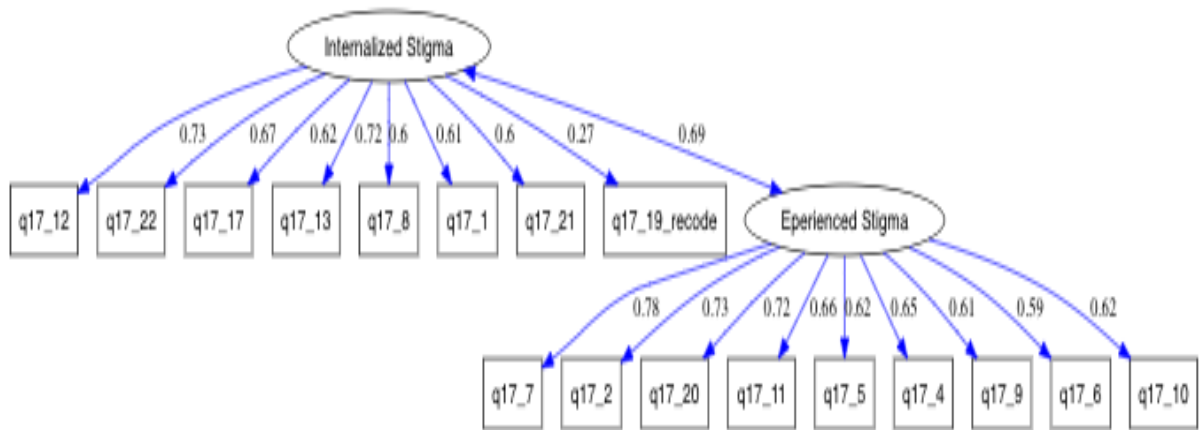 Internalized Stigma
0.73 0.67 0.62 0.72 0.6 0.61 0.6 0.27 0.69
q17_12 q17_22 q17_17 q17_13 q17_8 q17_1 q17_21 q17_19_recode
Eperienced Stigma
0.78 0.73 0.72 0.66 0.62 0.65 0.61 0.59 0.62
q17_7 q17_2 q17_20 q17_11 q17_5 q17_4 q17_9 q17_6 q17_10